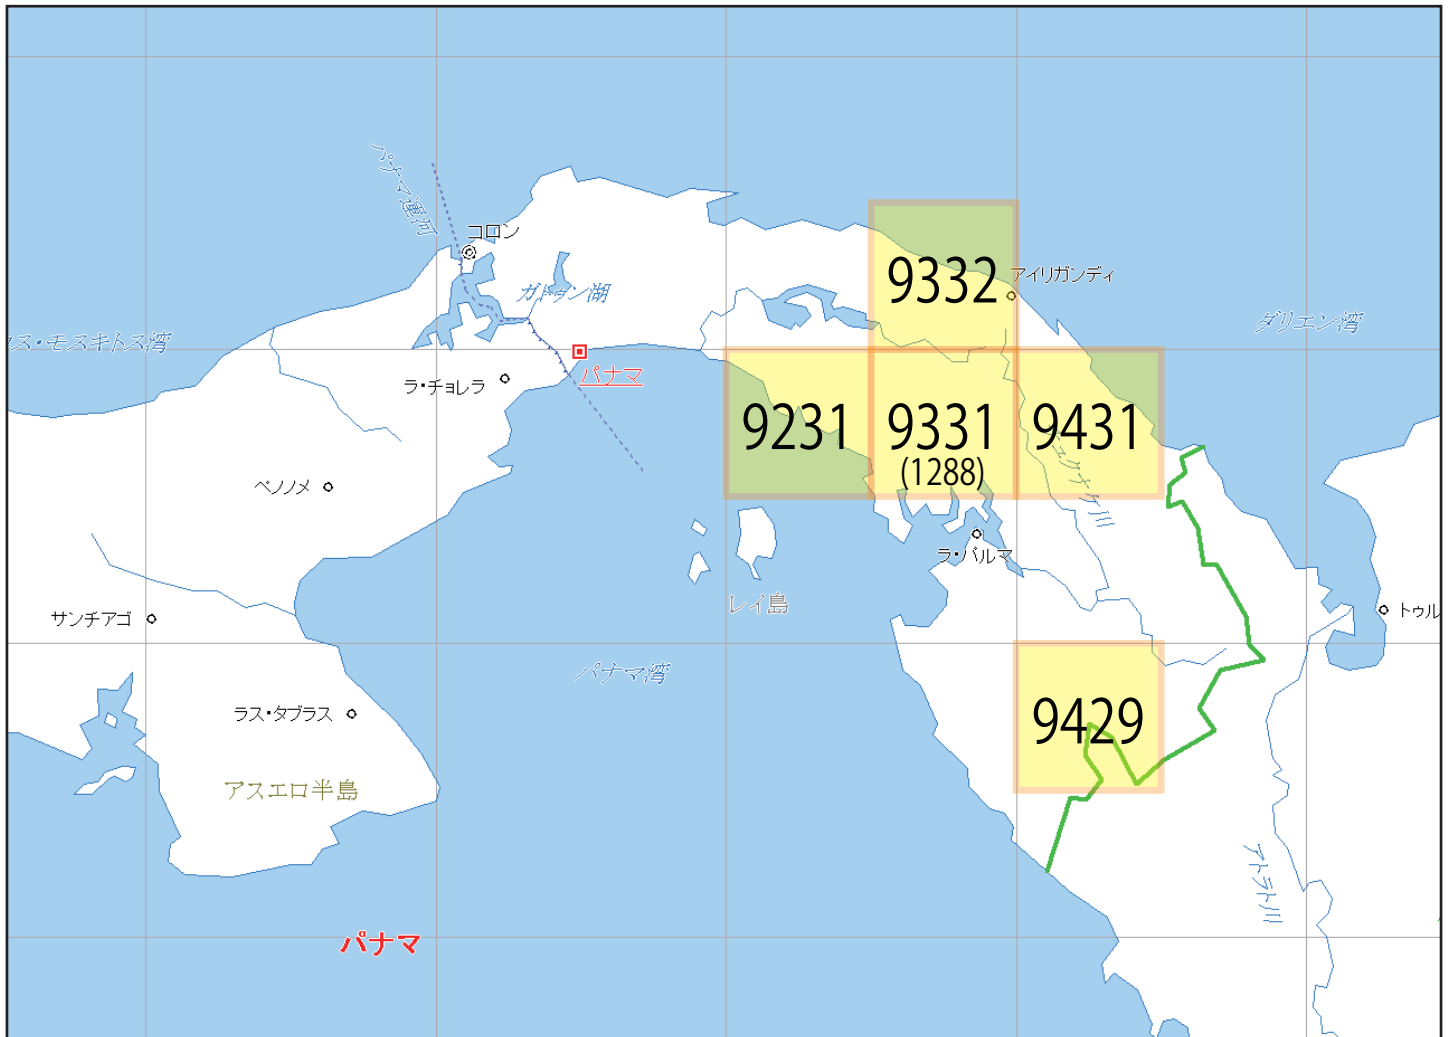 パナマ運河
コロン
ガトゥン湖
9332
アイリガンディ
ダリエン湾
ス・モスキトス湾
パナマ
ラ・チョレラ
9231
9331
(1288)
9431
ペノノメ
ラ・パルマ
レイ島
サンチアゴ
トゥル
パナマ湾
ラス・タブラス
9429
アスエロ半島
アトラト川
パナマ